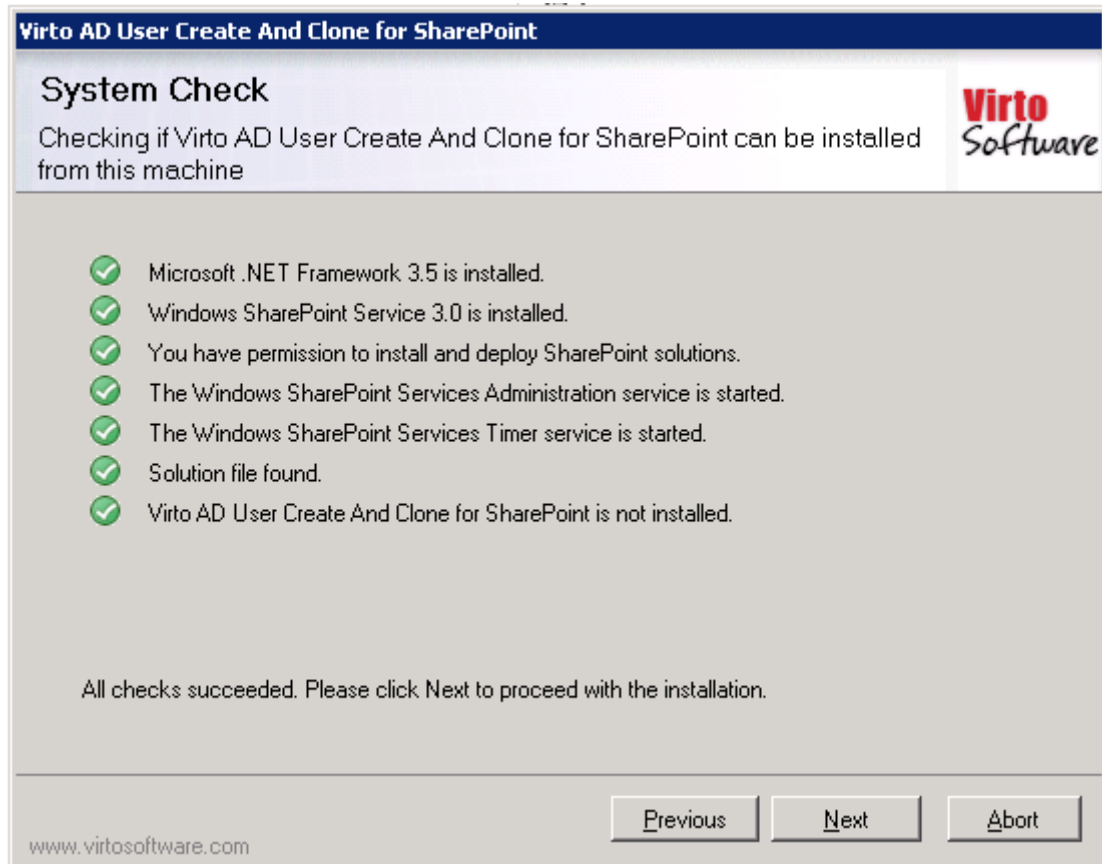 Virto AD User Create And Clone for SharePoint
System Check
Checking if Virto AD User Create And Clone for SharePoint can be installed
from this machine
Virto
Software
Microsoft .NET Framework 3.5 is installed.
Windows SharePoint Service 3.0 is installed.
You have permission to install and deploy SharePoint solutions.
The Windows SharePoint Services Administration service is started.
The Windows SharePoint Services Timer service is started.
Solution file found.
Virto AD User Create And Clone for SharePoint is not installed.
All checks succeeded. Please click Next to proceed with the installation.
Previous
Next
Abort
www.virtosoftware.com